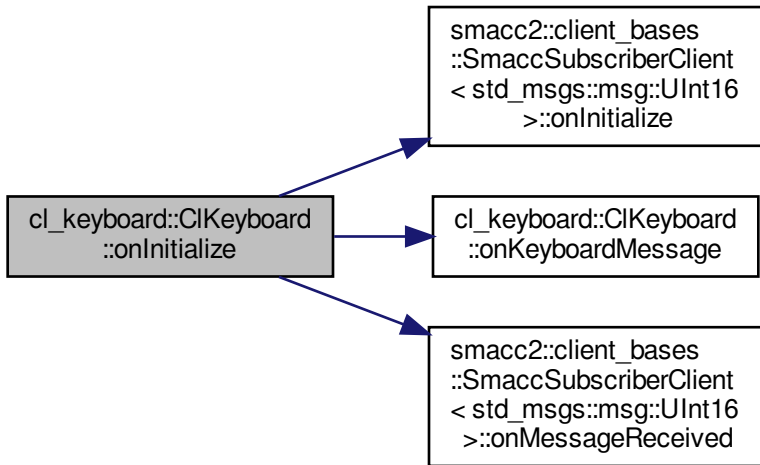 cl_keyboard::ClKeyboard
::onInitialize
smacc2::client_bases
::SmaccSubscriberClient
< std_msgs::msg::UInt16
>::onInitialize
cl_keyboard::ClKeyboard
::onKeyboardMessage
smacc2::client_bases
::SmaccSubscriberClient
< std_msgs::msg::UInt16
>::onMessageReceived